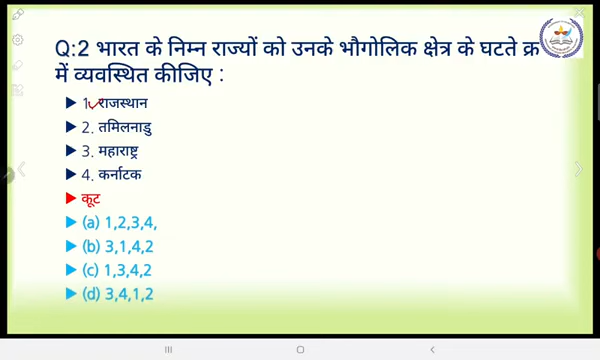 Q:2 भारत के निम्न राज्यों को उनके भौगोलिक क्षेत्र के घटते क्र
में व्यवस्थित कीजिए :
1. राजस्थान
2. तमिलनाडु
3. महाराष्ट्र
4. कर्नाटक
कूट
(a) 1,2,3,4,
(b) 3,1,4,2
(c) 1,3,4,2
(d) 3,4,1,2